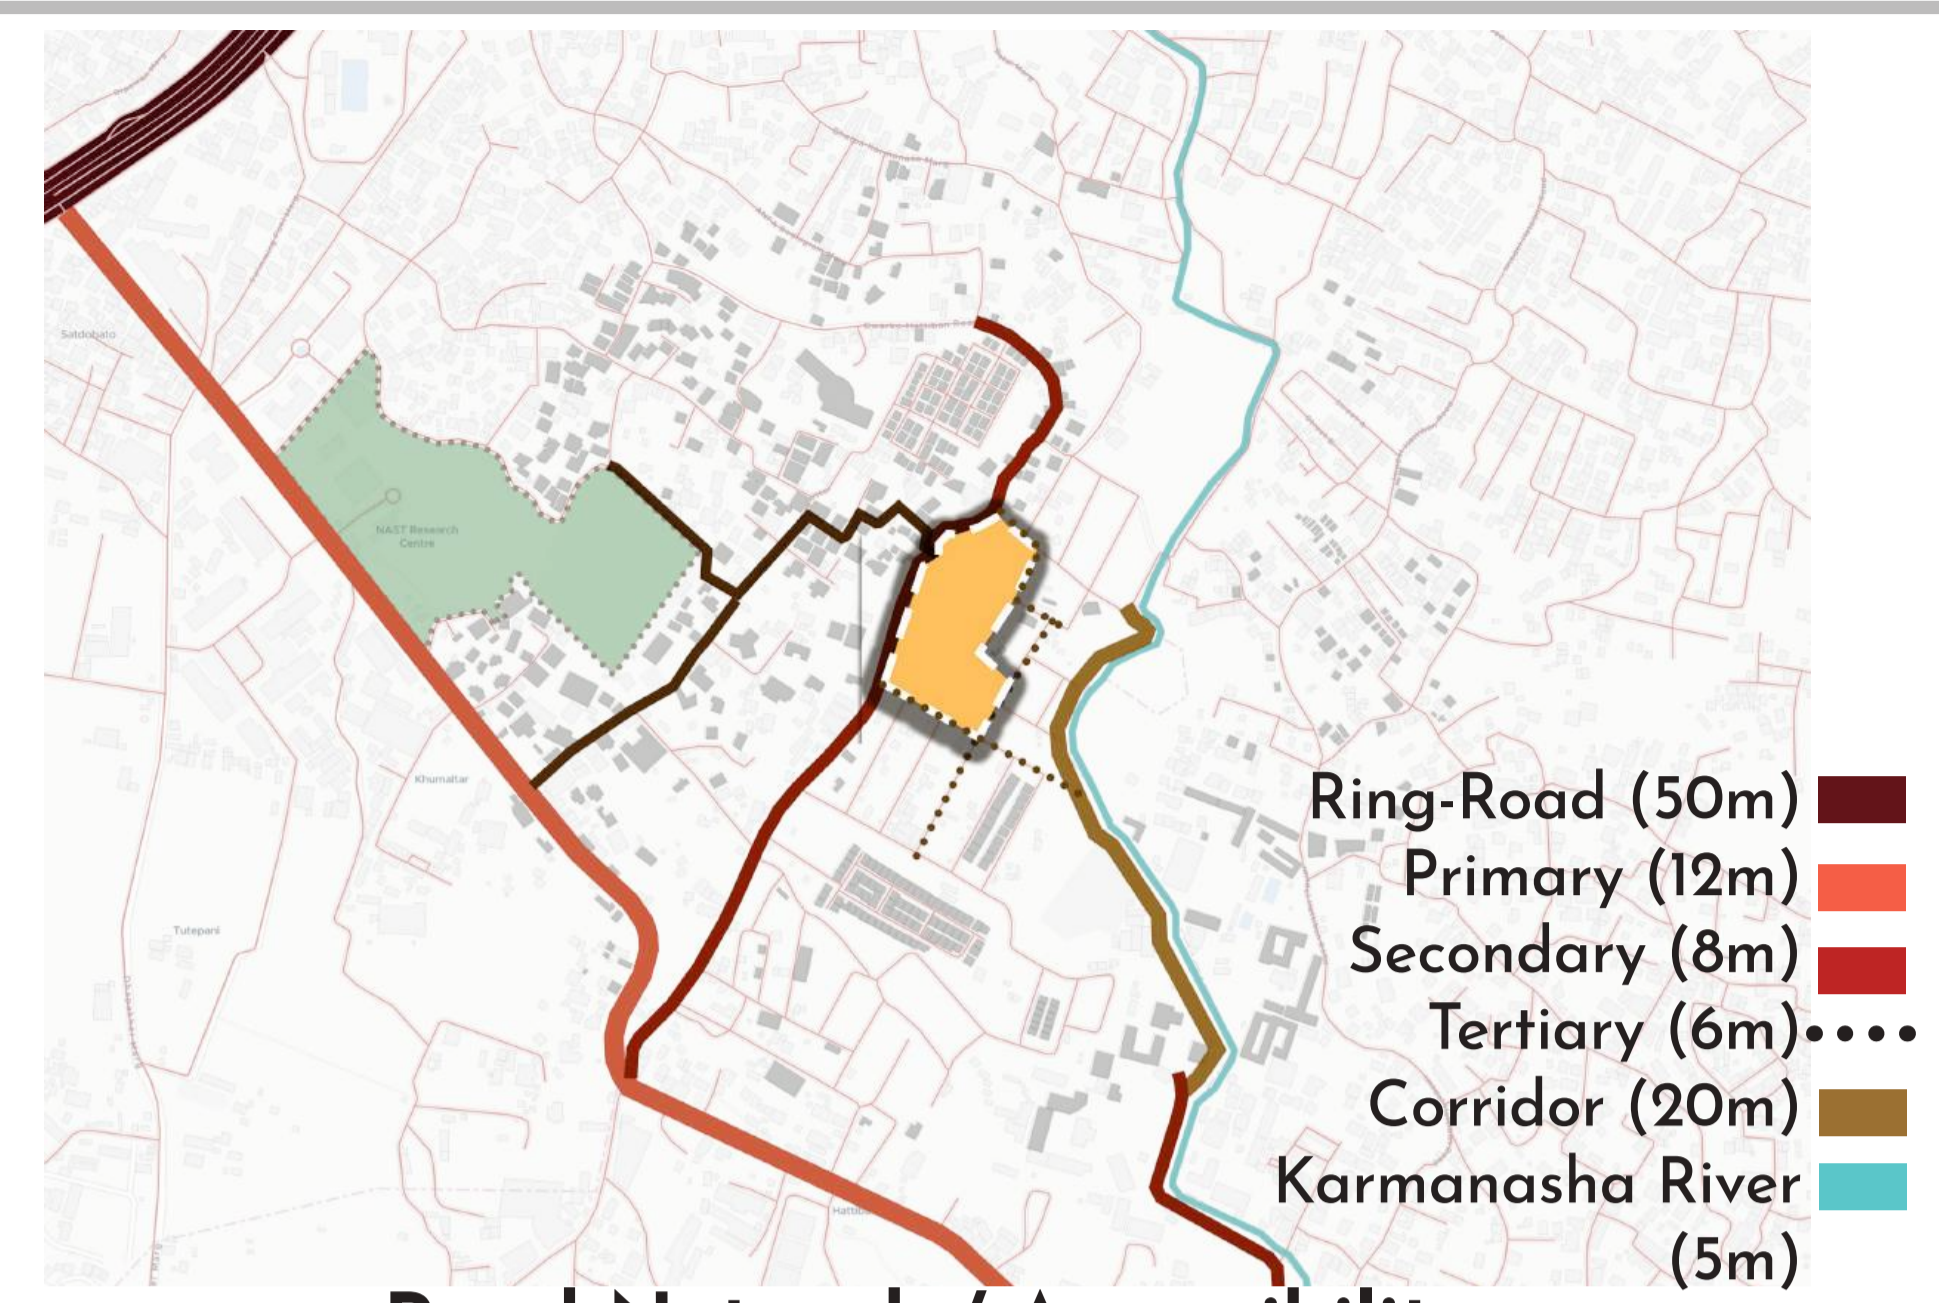 Satdobato
NAST Research
Centre
Khumaltar
Tutepani
Ring-Road (50m)
Primary (12m)
Secondary (8m)
Tertiary (6m)
Corridor (20m)
Karmanasha River
(5m)